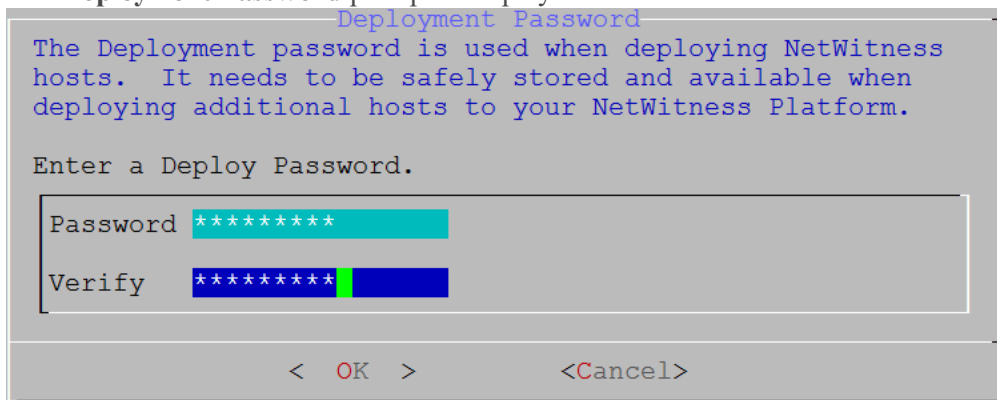 Deployment Password
The Deployment password is used when deploying NetWitness
hosts. It needs to be safely stored and available when
deploying additional hosts to your NetWitness Platform.
Enter a Deploy Password.
Password *********
Verify *********
< OK > <Cancel>